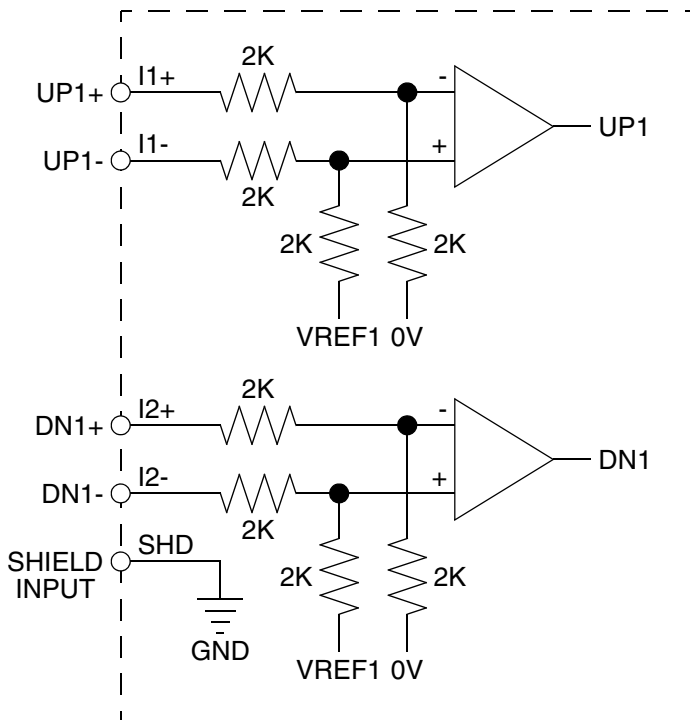 2K
UP1+ I1+ -
UP1
UP1- I1- +
2K
2K 2K
VREF1 0V
2K
DN1+ I2+ -
DN1
DN1- I2- +
2K
SHIELD INPUT SHD
2K 2K
GND
VREF1 0V